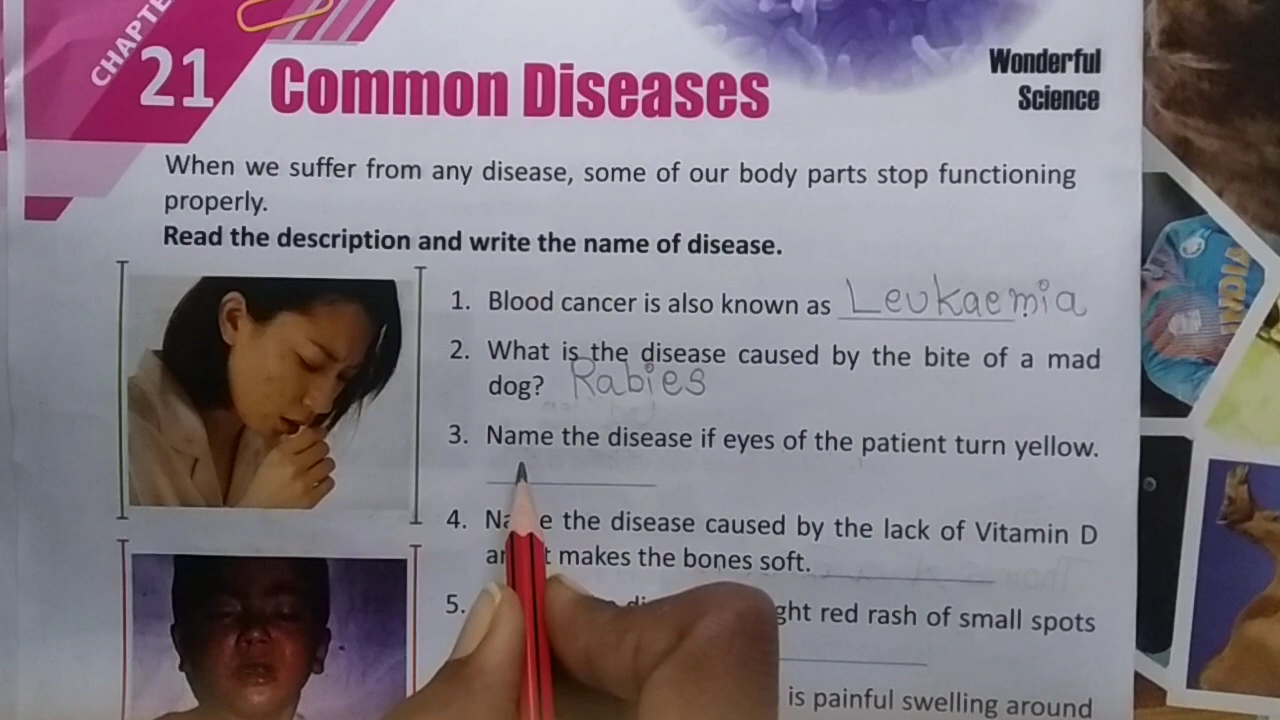 CHAPTE
21 Common Diseases
Wonderful
Science
When we suffer from any disease, some of our body parts stop functioning
properly.
Read the description and write the name of disease.
1. Blood cancer is also known as Leukaemia
2. What is the disease caused by the bite of a mad
dog? Rabies
3. Name the disease if eyes of the patient turn yellow.
4. Na e the disease caused by the lack of Vitamin D
makes the bones soft.
5. ght red rash of small spots
is painful swelling around
INDIA